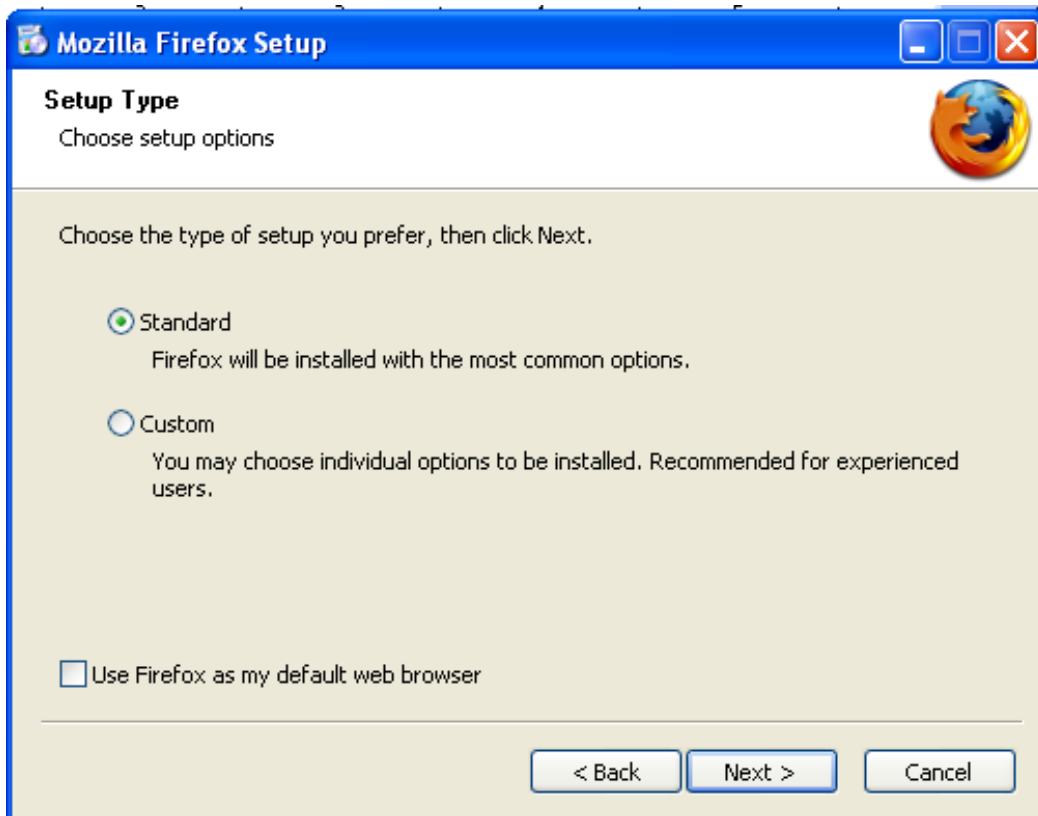 Mozilla Firefox Setup
Setup Type
Choose setup options
Choose the type of setup you prefer, then click Next.
Standard
Firefox will be installed with the most common options.
Custom
You may choose individual options to be installed. Recommended for experienced
users.
Use Firefox as my default web browser
< Back Next > Cancel